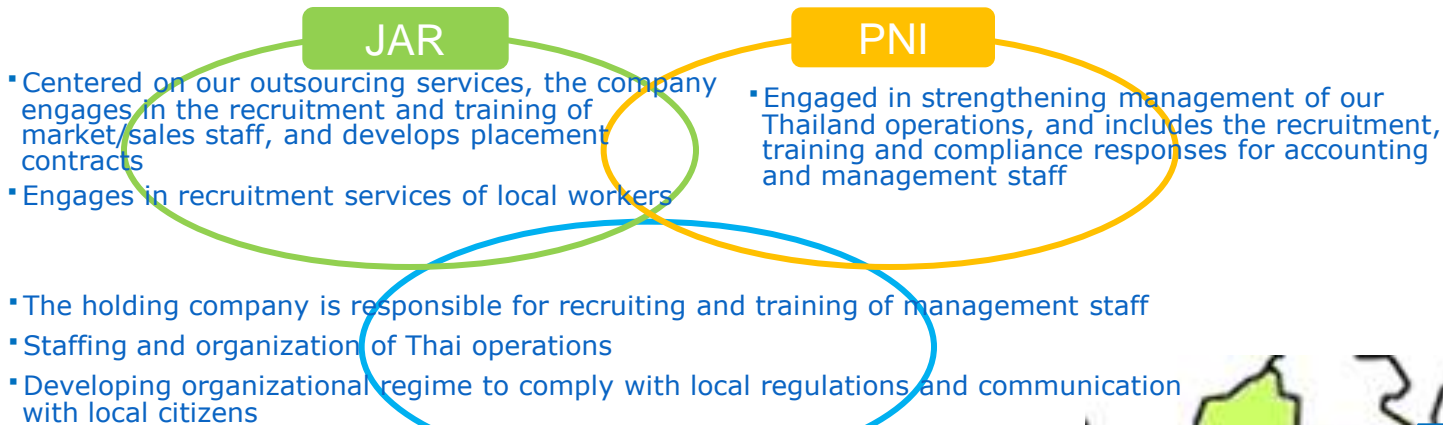 JAR
PNI
▪Centered on our outsourcing services, the company
engages in the recruitment and training of
market/sales staff, and develops placement
contracts
▪Engages in recruitment services of local workers
▪Engaged in strengthening management of our
Thailand operations, and includes the recruitment,
training and compliance responses for accounting
and management staff
▪The holding company is responsible for recruiting and training of management staff
▪Staffing and organization of Thai operations
▪Developing organizational regime to comply with local regulations and communication
with local citizens